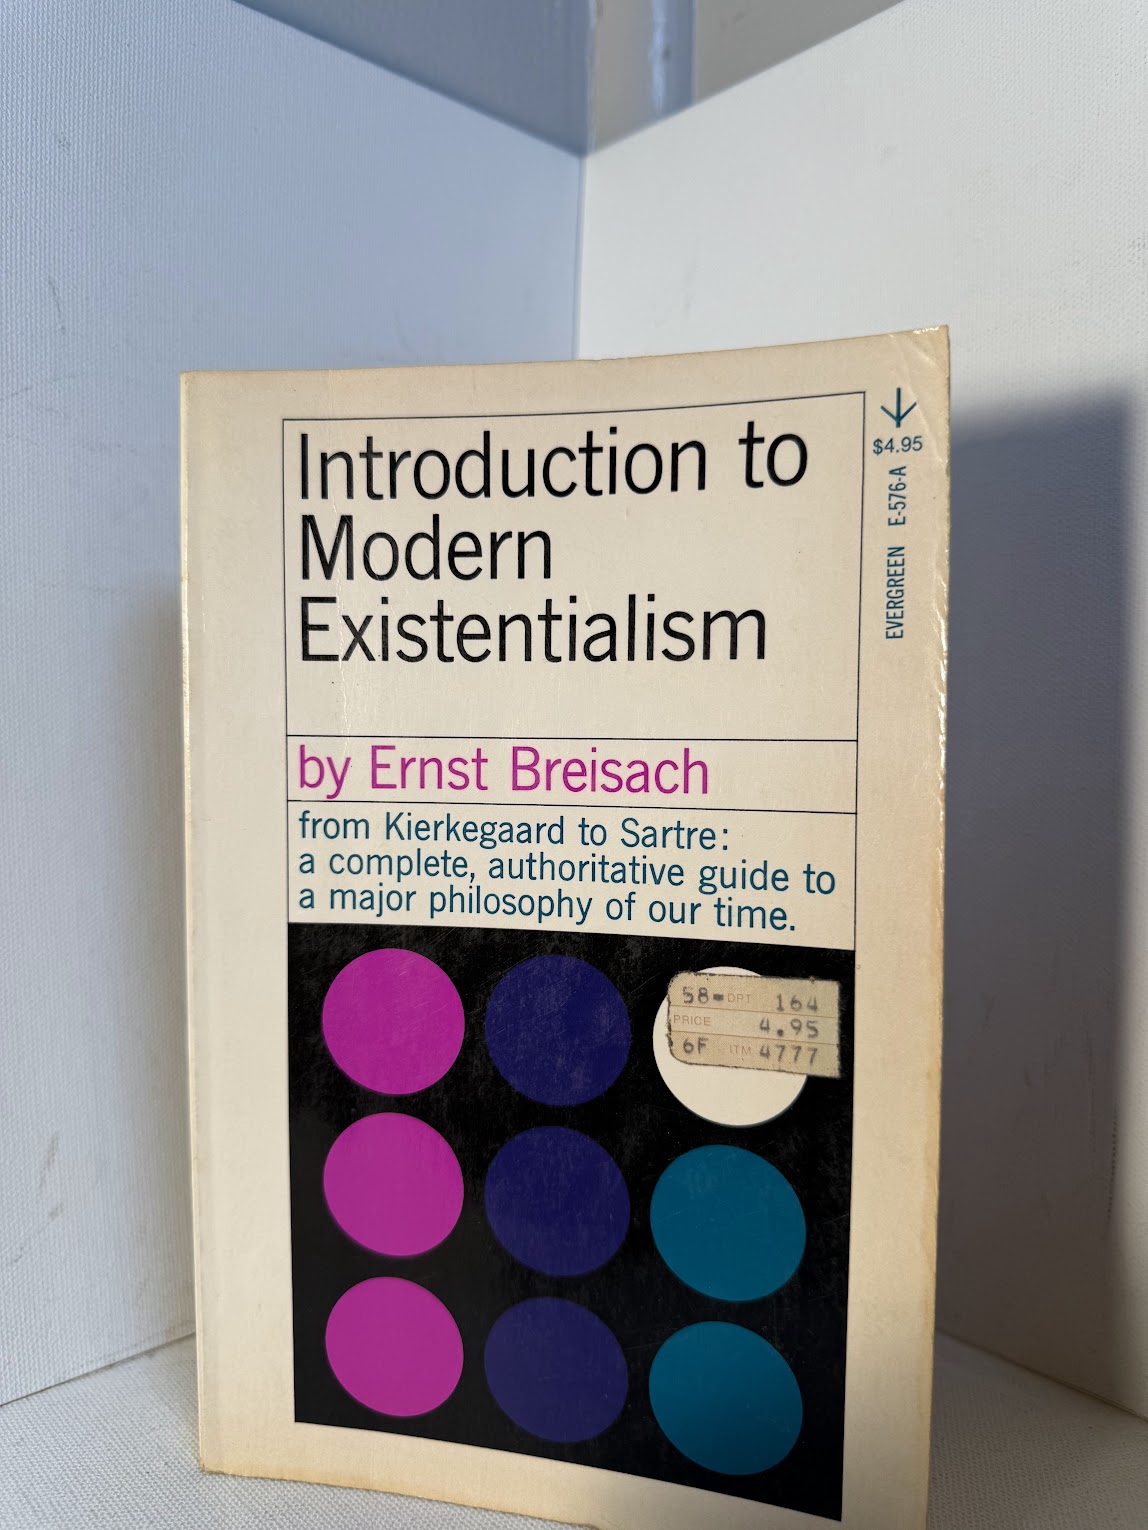 Introduction to
Modern
Existentialism
by Ernst Breisach
from Kierkegaard to Sartre:
a complete, authoritative guide to
a major philosophy of our time.
$4.95
EVERGREEN E-576-A
58 DPT 164
PRICE 4.95
6F ITM 4777